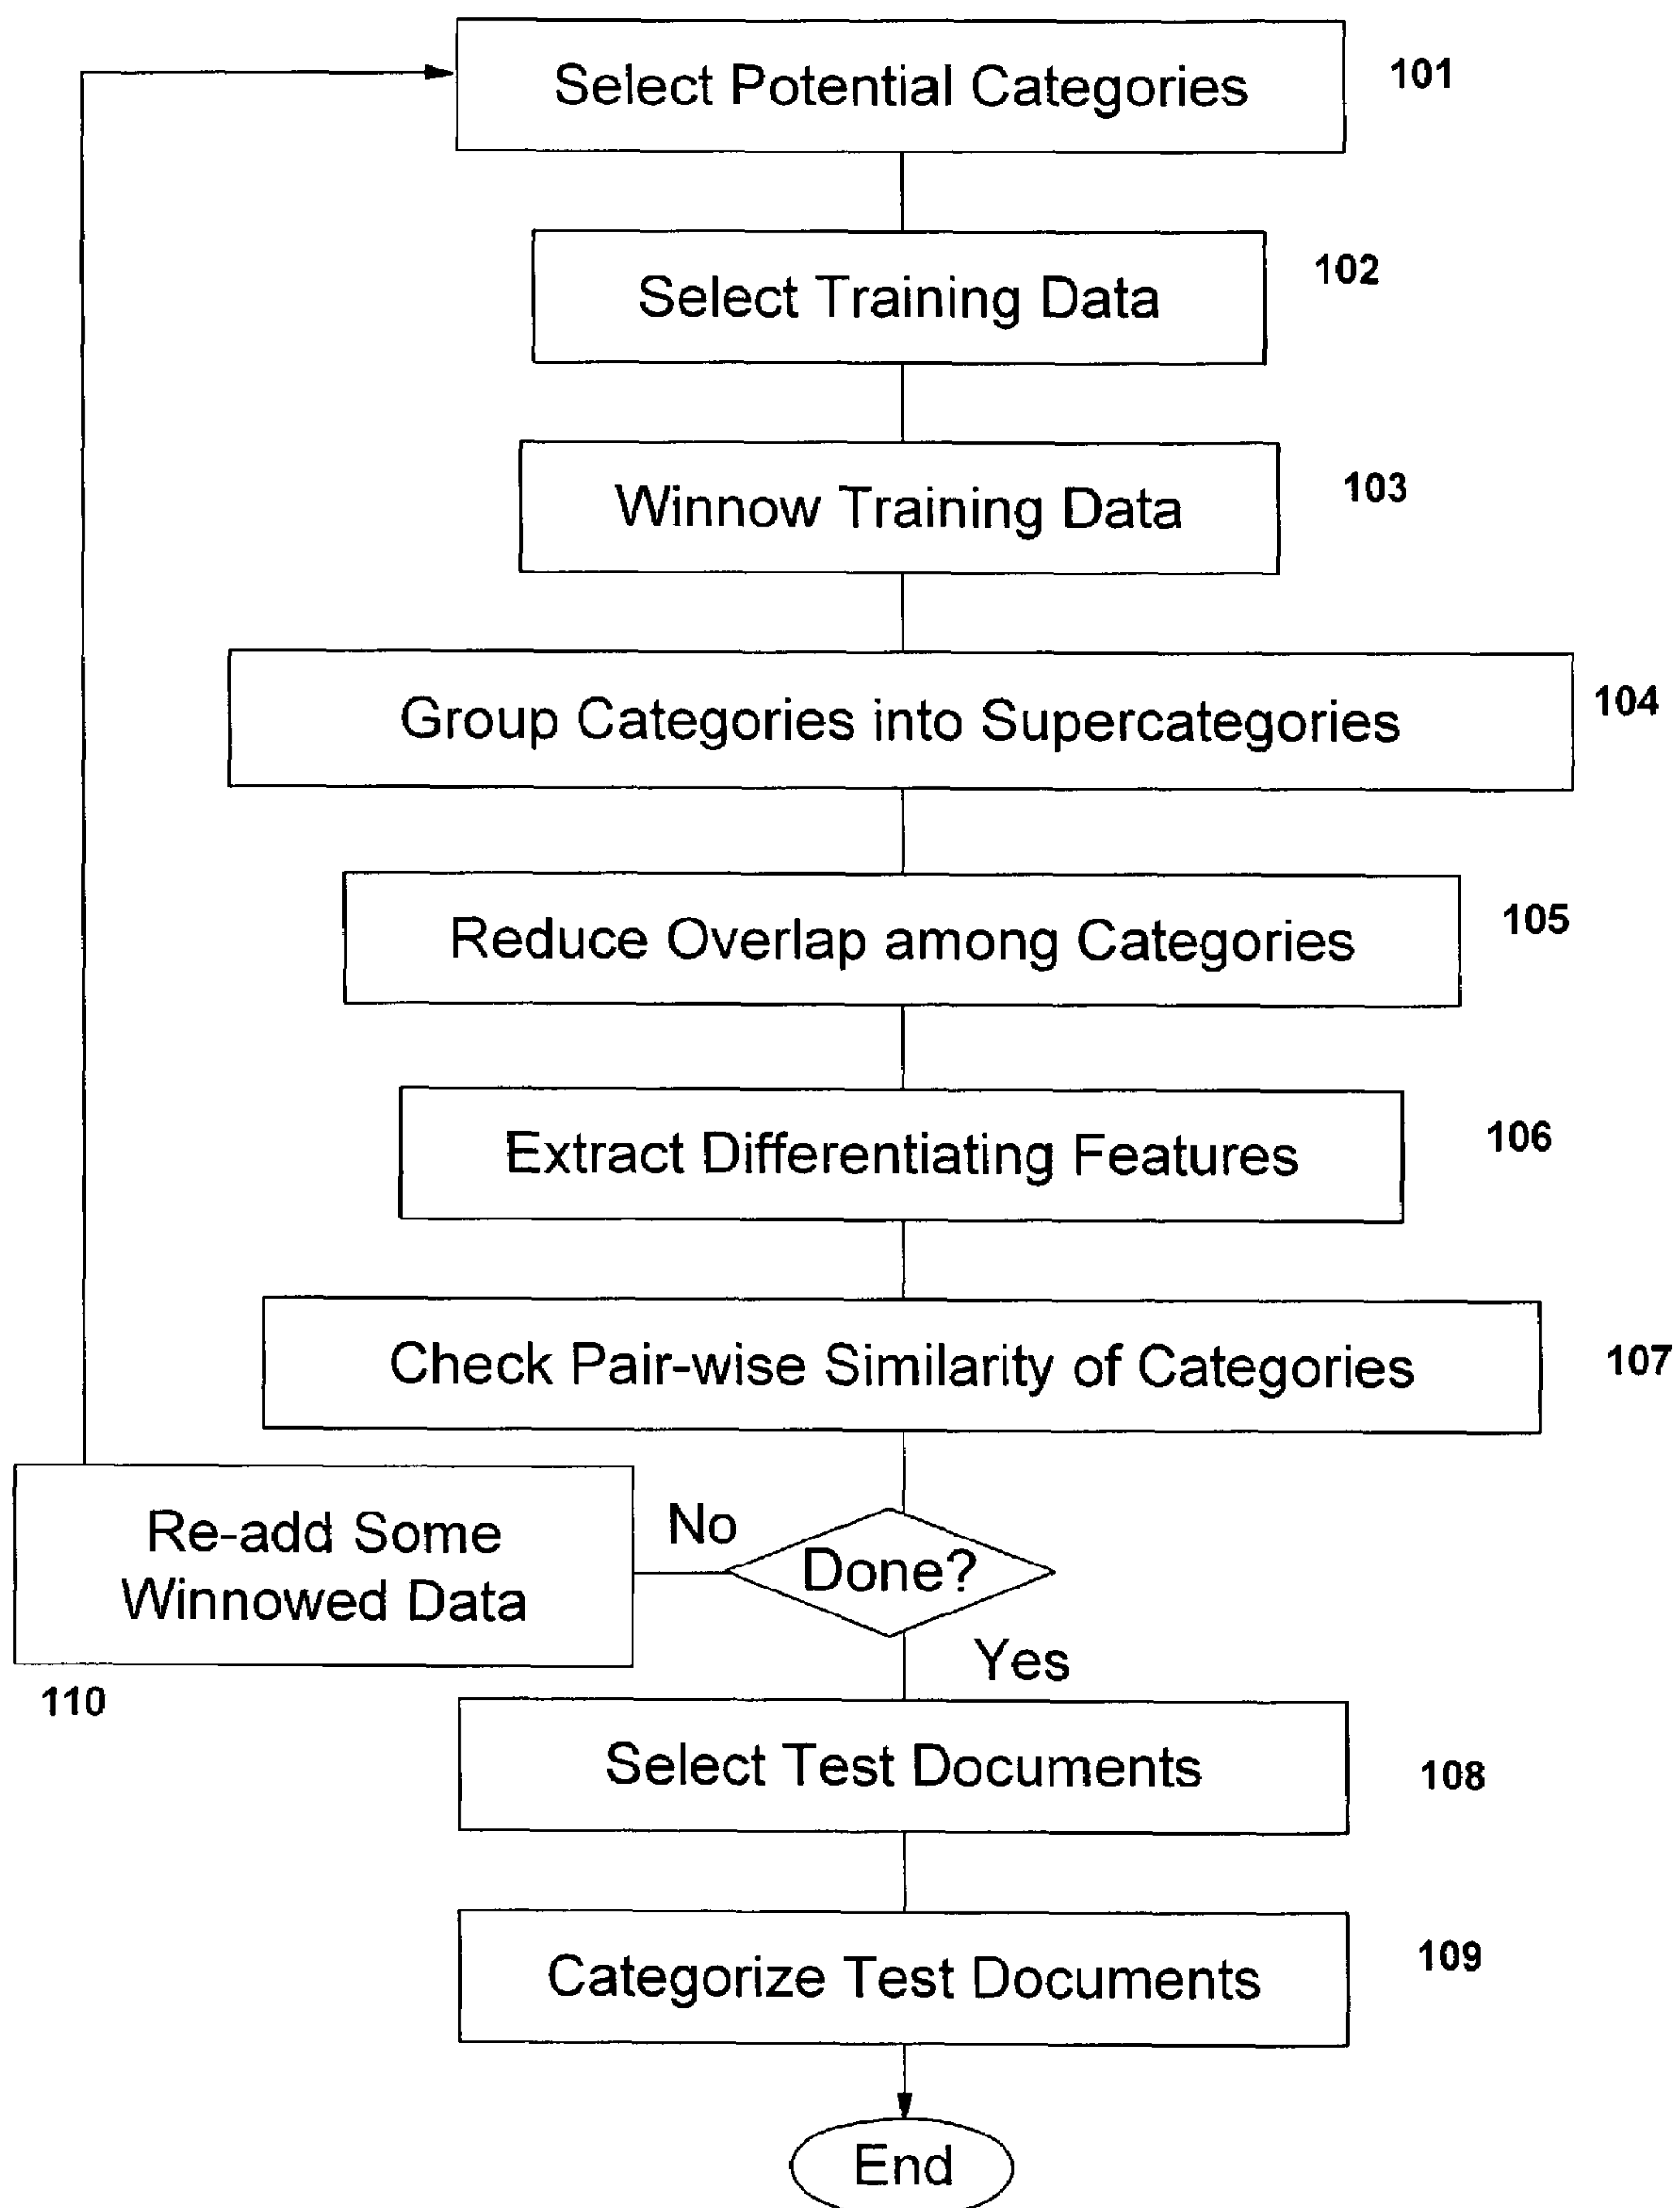 Select Potential Categories
101
Select Training Data
102
Winnow Training Data
103
Group Categories into Supercategories
104
Reduce Overlap among Categories
105
Extract Differentiating Features
106
Check Pair-wise Similarity of Categories
107
Re-add Some
Winnowed Data
110
No
Done?
Yes
Select Test Documents
108
Categorize Test Documents
109
End